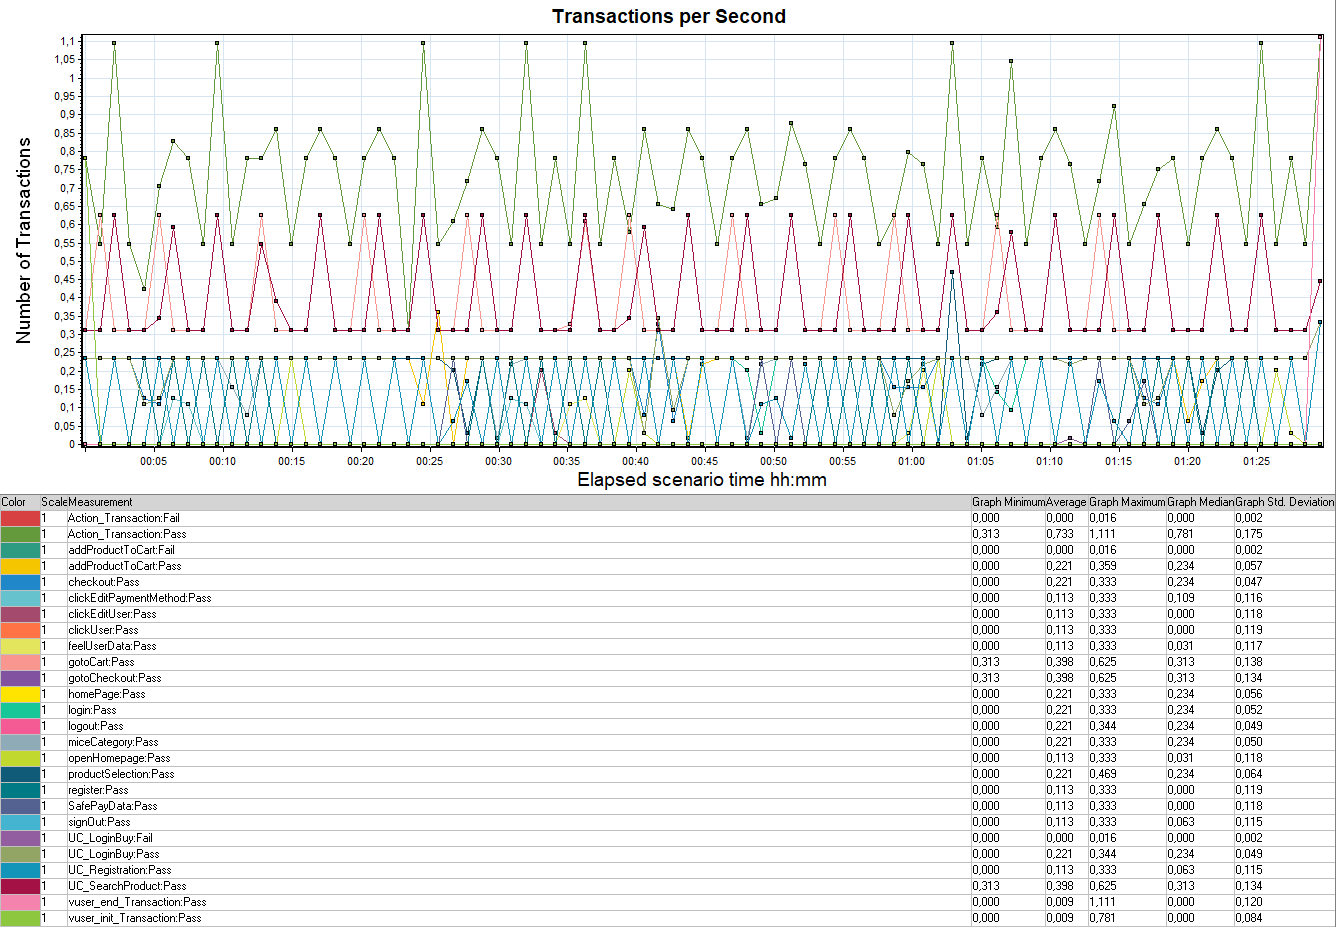 Transactions per Second
Number of Transactions
1,1
1,05
1
0,95
0,9
0,85
0,8
0,75
0,7
0,65
0,6
0,55
0,5
0,45
0,4
0,35
0,3
0,25
0,2
0,15
0,1
0,05
0
00:05 00:10 00:15 00:20 00:25 00:30 00:35 00:40 00:45 00:50 00:55 01:00 01:05 01:10 01:15 01:20 01:25
Elapsed scenario time hh:mm
Color Scale Measurement Graph Minimum Average Graph Maximum Graph Median Graph Std. Deviation
1 Action_Transaction:Fail 0,000 0,000 0,016 0,000 0,002
1 Action_Transaction:Pass 0,313 0,733 1,111 0,781 0,175
1 addProductToCart:Fail 0,000 0,000 0,016 0,000 0,002
1 addProductToCart:Pass 0,000 0,221 0,359 0,234 0,057
1 checkout:Pass 0,000 0,221 0,333 0,234 0,047
1 clickEditPaymentMethod:Pass 0,000 0,113 0,333 0,109 0,116
1 clickEditUser:Pass 0,000 0,113 0,333 0,000 0,118
1 clickUser:Pass 0,000 0,113 0,333 0,000 0,119
1 feelUserData:Pass 0,000 0,113 0,333 0,031 0,117
1 gotoCart:Pass 0,313 0,398 0,625 0,313 0,138
1 gotoCheckout:Pass 0,313 0,398 0,625 0,313 0,134
1 homePage:Pass 0,000 0,221 0,333 0,234 0,056
1 login:Pass 0,000 0,221 0,333 0,234 0,052
1 logout:Pass 0,000 0,221 0,344 0,234 0,049
1 miceCategory:Pass 0,000 0,221 0,333 0,234 0,050
1 openHomepage:Pass 0,000 0,113 0,333 0,031 0,118
1 productSelection:Pass 0,000 0,221 0,469 0,234 0,064
1 register:Pass 0,000 0,113 0,333 0,000 0,119
1 SafePayData:Pass 0,000 0,113 0,333 0,000 0,118
1 signOut:Pass 0,000 0,113 0,333 0,063 0,115
1 UC_LoginBuy:Fail 0,000 0,000 0,016 0,000 0,002
1 UC_LoginBuy:Pass 0,000 0,221 0,344 0,234 0,049
1 UC_Registration:Pass 0,000 0,113 0,333 0,063 0,115
1 UC_SearchProduct:Pass 0,313 0,398 0,625 0,313 0,134
1 vuser_end_Transaction:Pass 0,000 0,009 1,111 0,000 0,120
1 vuser_init_Transaction:Pass 0,000 0,009 0,781 0,000 0,084